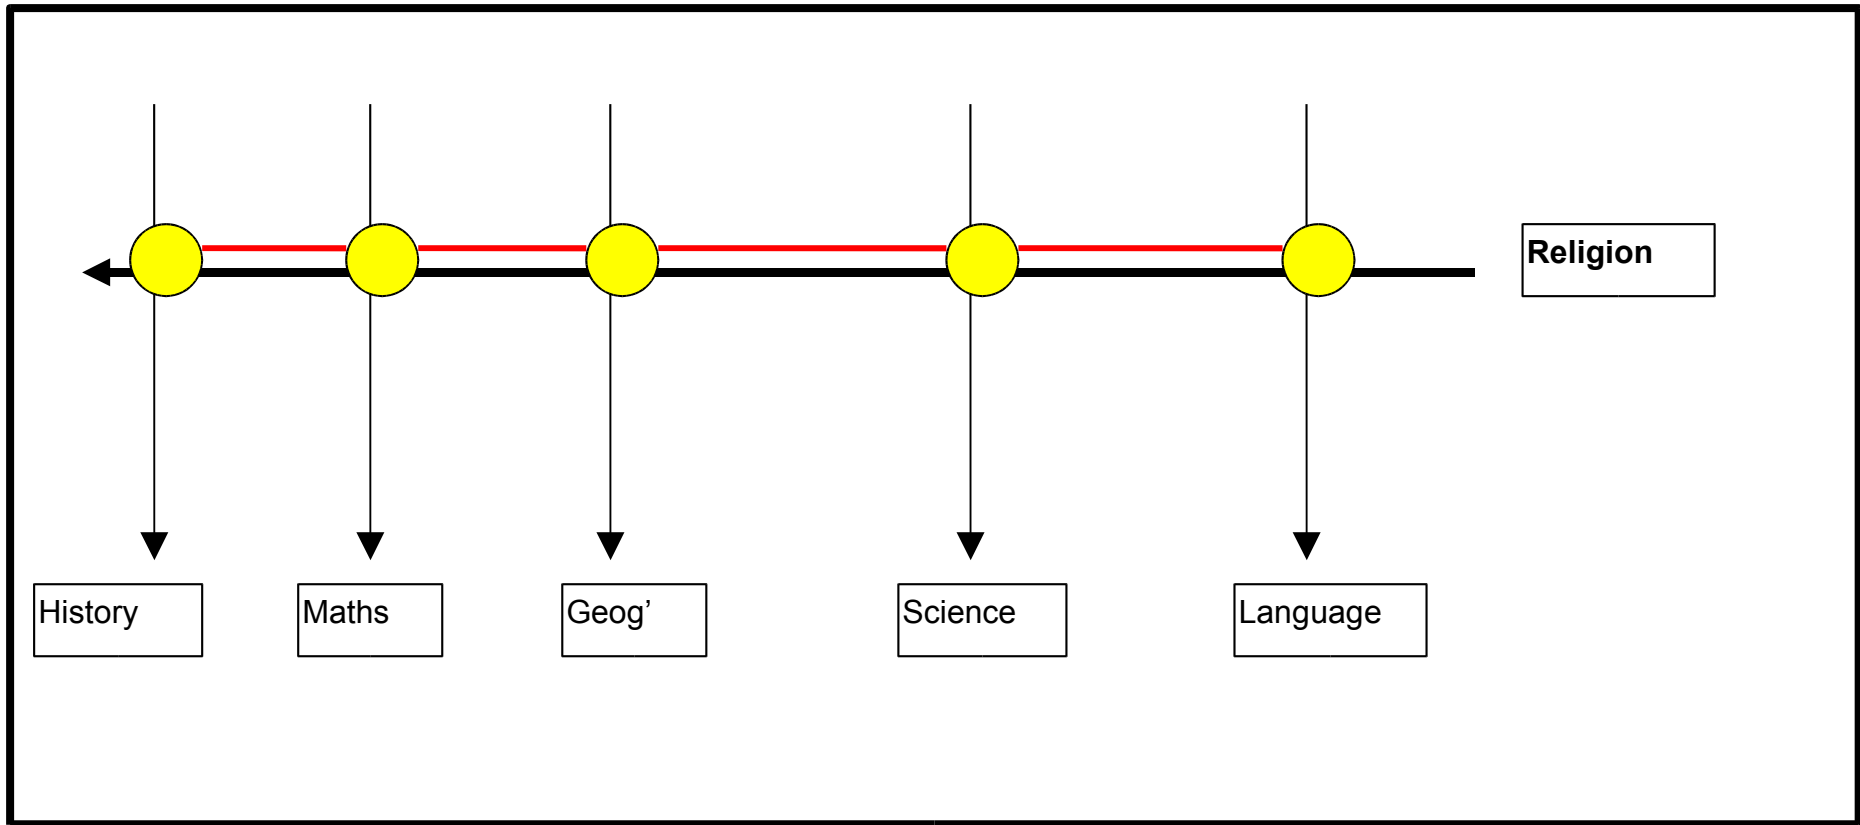 Religion
History
Maths
Geog’
Science
Language